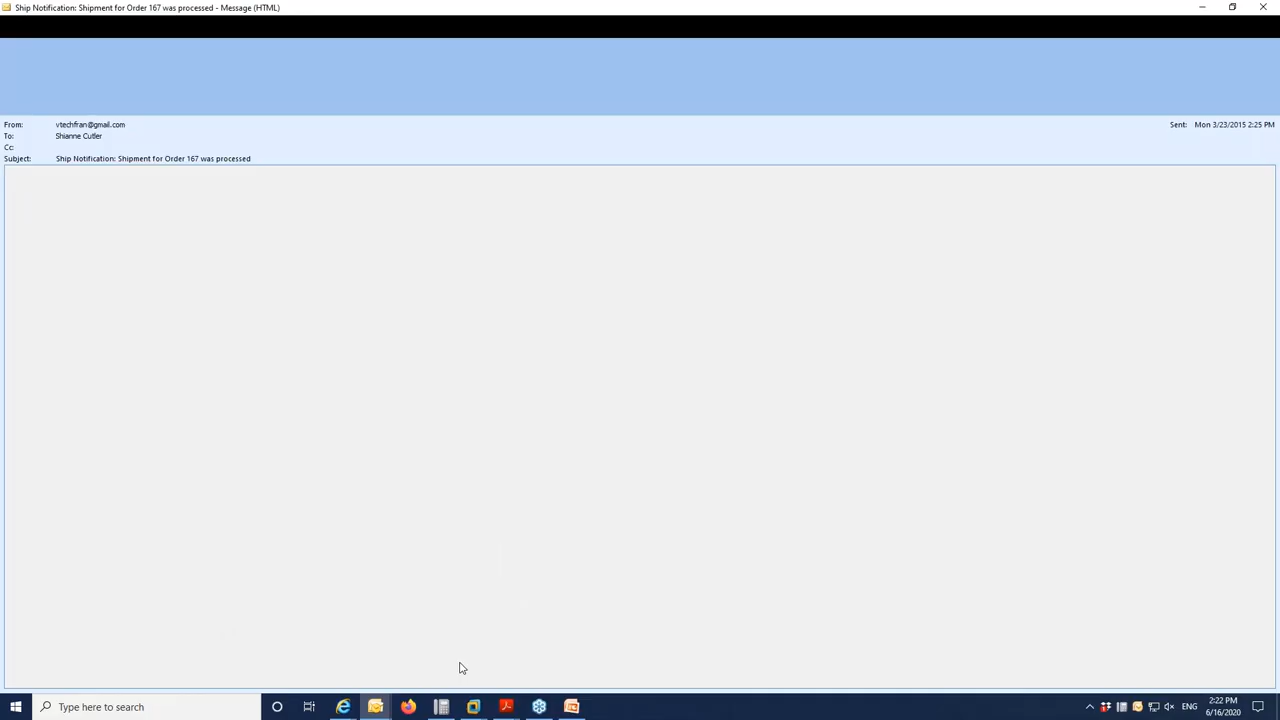 Ship Notification: Shipment for Order 167 was processed - Message (HTML)
From: vtechfran@gmail.com Sent: Mon 3/23/2015 2:25 PM
To: Shianne Cutler
Cc:
Subject: Ship Notification: Shipment for Order 167 was processed
Type here to search ENG 2:22 PM
6/16/2020